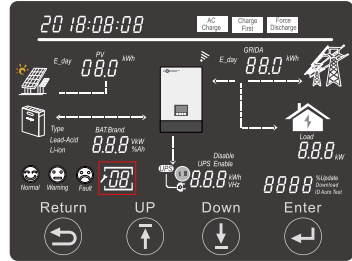 20 18:08:08
AC Charge
Charge First
Force Discharge
PV
E_day 08.0 kWh
GRIDA
E_day 88.0 kWh
Type
Lead-Acid
Li-ion
BAT.Brand
8.8.8 VkW %Ah
Disable
UPS Enable
UPS
8.8.8 kWh VHz
Load
8.8.8 kW
Normal
Warning
Fault
08
8888 %Update
Download
ID Auto Test
Return
UP
Down
Enter